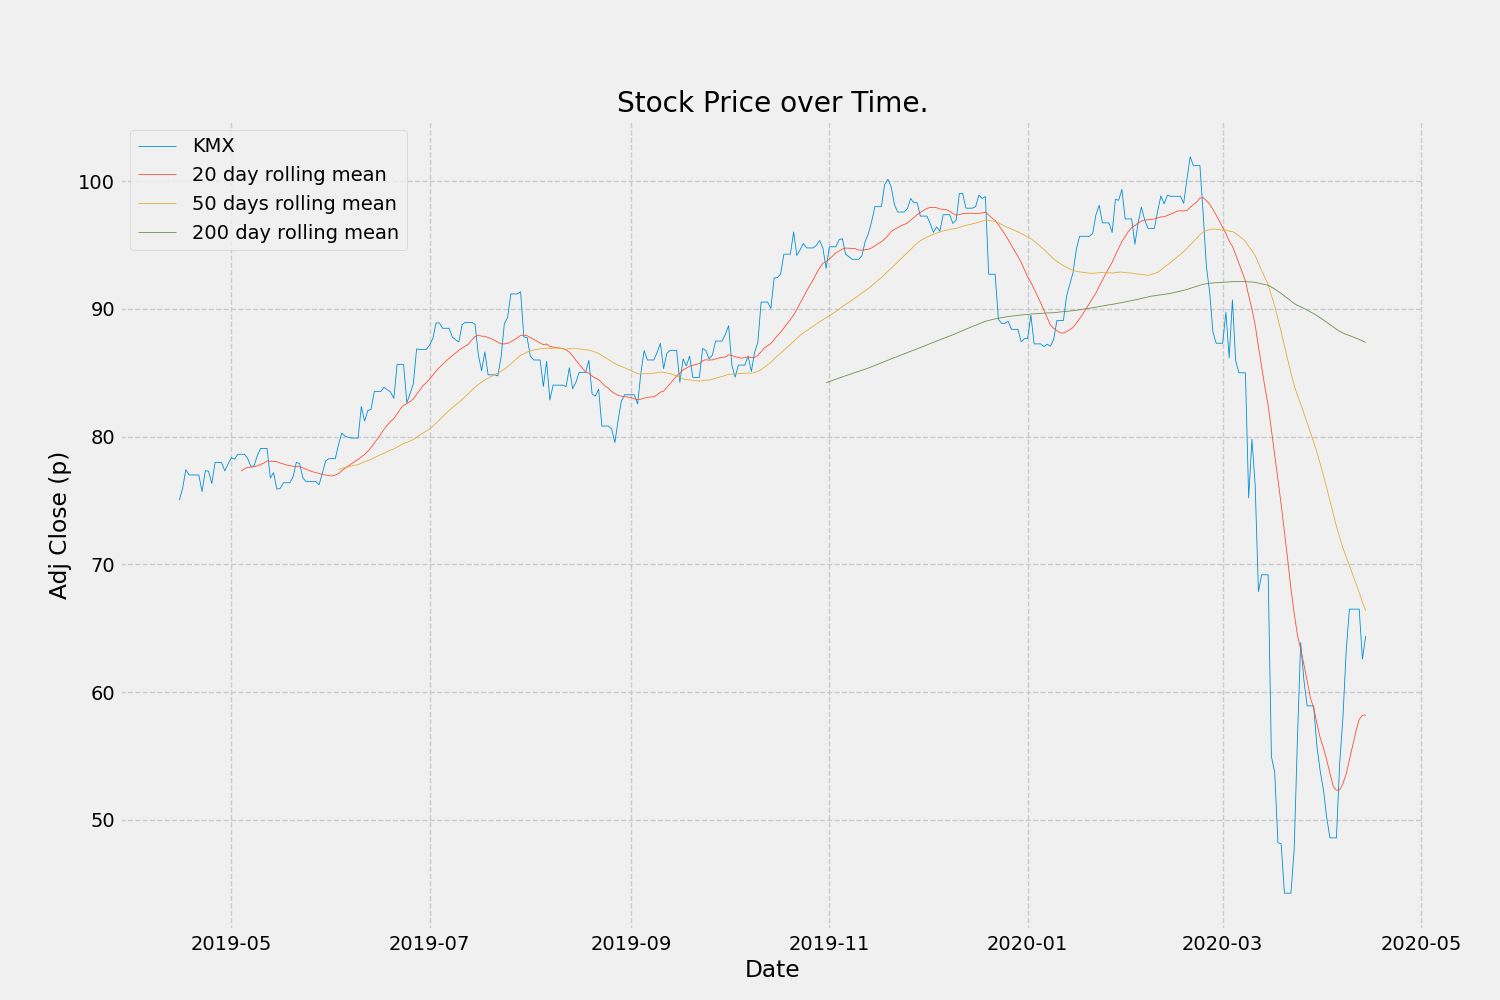 Stock Price over Time.
KMX
20 day rolling mean
50 days rolling mean
200 day rolling mean
100
90
80
70
60
50
Adj Close (p)
2019-05 2019-07 2019-09 2019-11 2020-01 2020-03 2020-05
Date